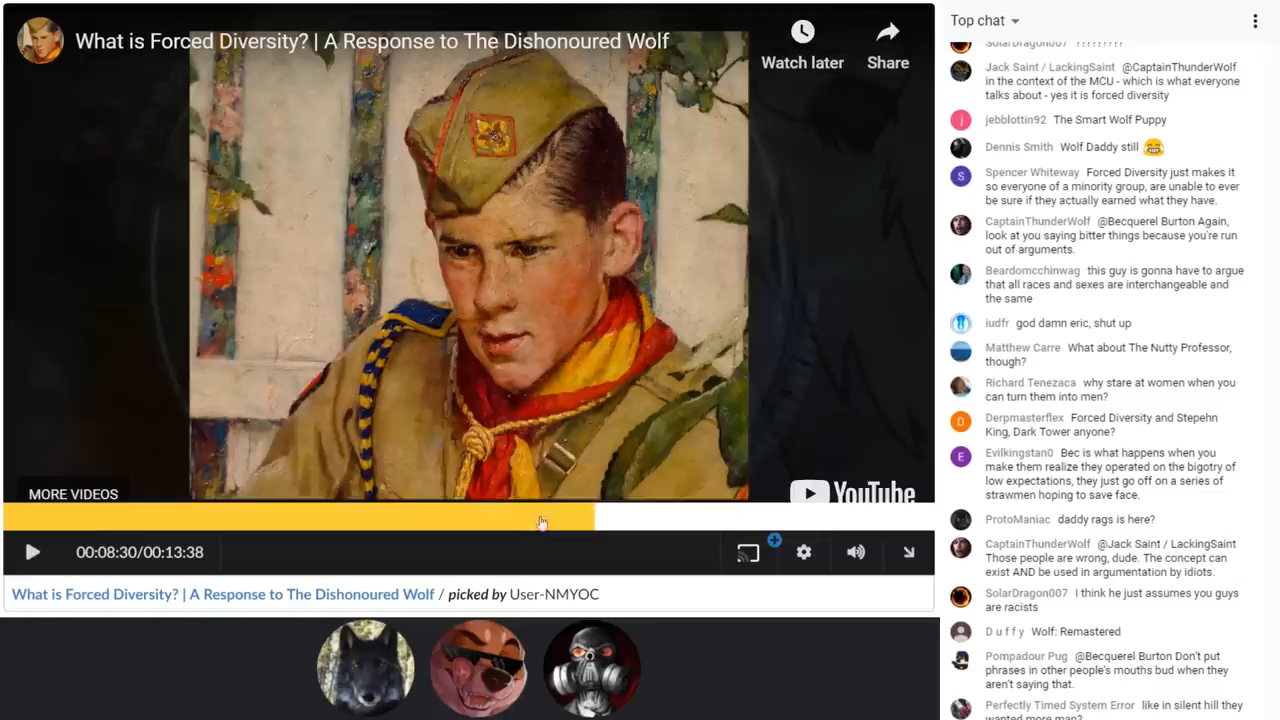 What is Forced Diversity? | A Response to The Dishonoured Wolf
Watch later
Share
MORE VIDEOS
YouTube
00:08:30/00:13:38
What is Forced Diversity? | A Response to The Dishonoured Wolf / picked by User-NMYOC
Top chat
SolarDragon007 ?????????
Jack Saint / LackingSaint @CaptainThunderWolf
in the context of the MCU - which is what everyone
talks about - yes it is forced diversity
j
jebblottin92 The Smart Wolf Puppy
Dennis Smith Wolf Daddy still 😂
S
Spencer Whiteway Forced Diversity just makes it
so everyone of a minority group, are unable to ever
be sure if they actually earned what they have.
CaptainThunderWolf @Becquerel Burton Again,
look at you saying bitter things because you're run
out of arguments.
Beardomcchinwag this guy is gonna have to argue
that all races and sexes are interchangeable and
the same
iudfr god damn eric, shut up
Matthew Carre What about The Nutty Professor,
though?
Richard Tenezaca why stare at women when you
can turn them into men?
D
Derpmasterflex Forced Diversity and Stepehn
King, Dark Tower anyone?
E
Evilkingstan0 Bec is what happens when you
make them realize they operated on the bigotry of
low expectations, they just go off on a series of
strawmen hoping to save face.
ProtoManiac daddy rags is here?
CaptainThunderWolf @Jack Saint / LackingSaint
Those people are wrong, dude. The concept can
exist AND be used in argumentation by idiots.
SolarDragon007 I think he just assumes you guys
are racists
D u f f y Wolf: Remastered
Pompadour Pug @Becquerel Burton Don't put
phrases in other people's mouths bud when they
aren't saying that.
Perfectly Timed System Error like in silent hill they
wanted more man?